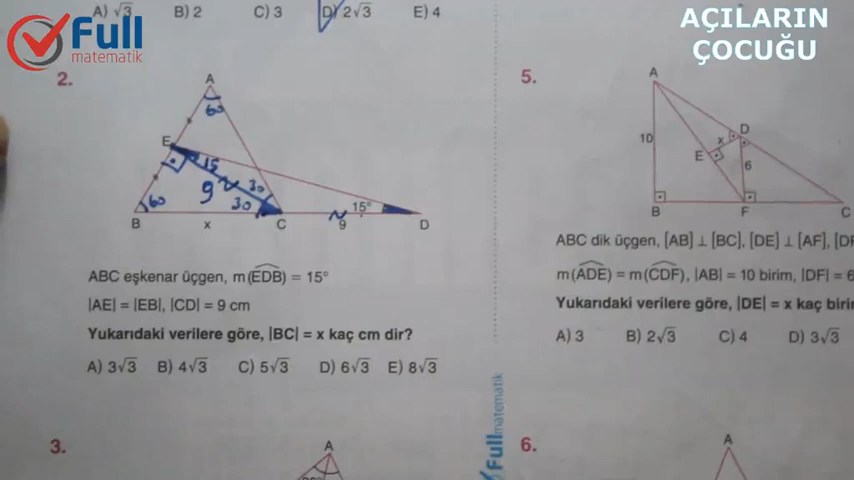 A) √3 B) 2 C) 3 D) 2√3 E) 4
Full
matematik
AÇILARIN
ÇOCUĞU
2.
A
60
E
15
9
30
60
30
15°
B
x
C
9
D
ABC eşkenar üçgen, m(EDB) = 15°
|AE| = |EB|, |CD| = 9 cm
Yukarıdaki verilere göre, |BC| = x kaç cm dir?
A) 3√3 B) 4√3 C) 5√3 D) 6√3 E) 8√3
3.
A
Full matematik
5.
A
10
x
D
E
6
B
F
C
ABC dik üçgen, [AB] ⊥ [BC], [DE] ⊥ [AF], [DF
m(ADE) = m(CDF), |AB| = 10 birim, |DF| = 6
Yukarıdaki verilere göre, |DE| = x kaç birim
A) 3 B) 2√3 C) 4 D) 3√3
6.
A